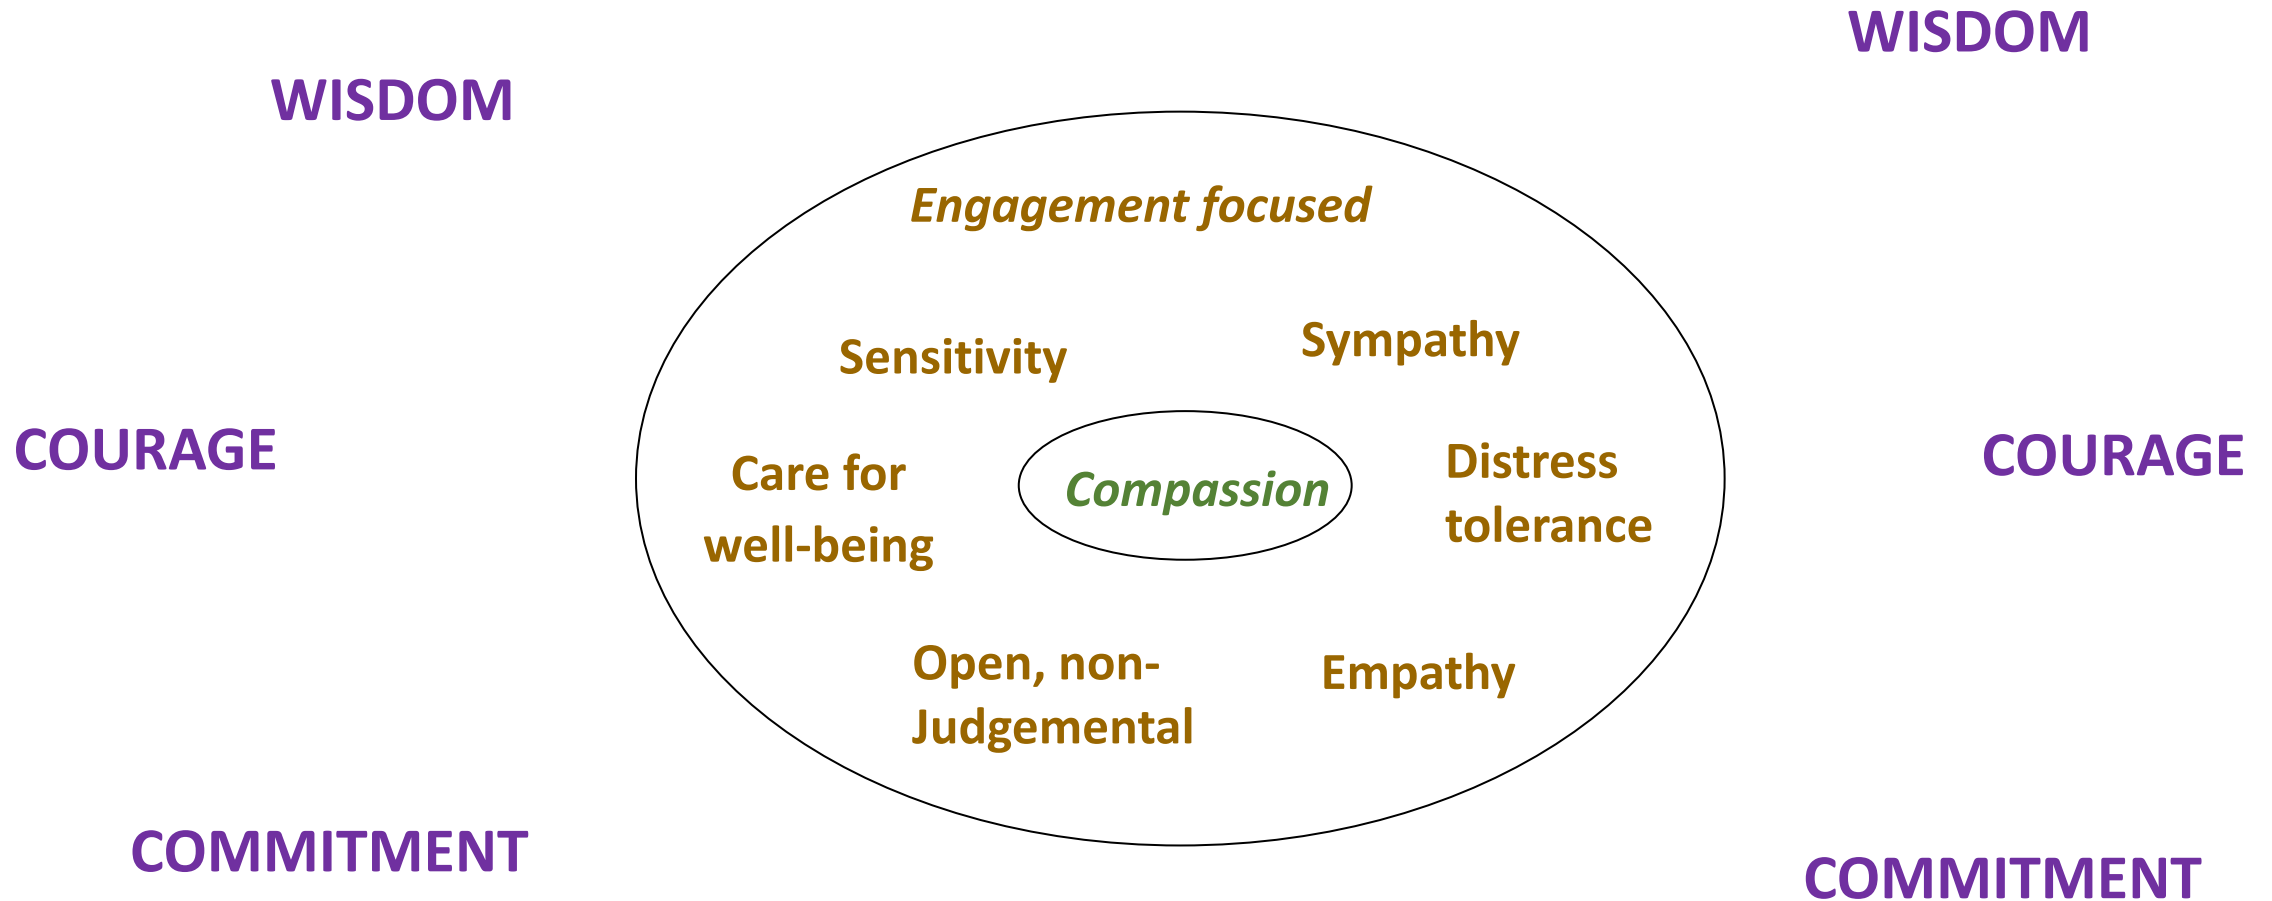 WISDOM
WISDOM
Engagement focused
Sensitivity
Sympathy
COURAGE
Care for
well-being
Compassion
Distress
tolerance
COURAGE
Open, non-
Judgemental
Empathy
COMMITMENT
COMMITMENT